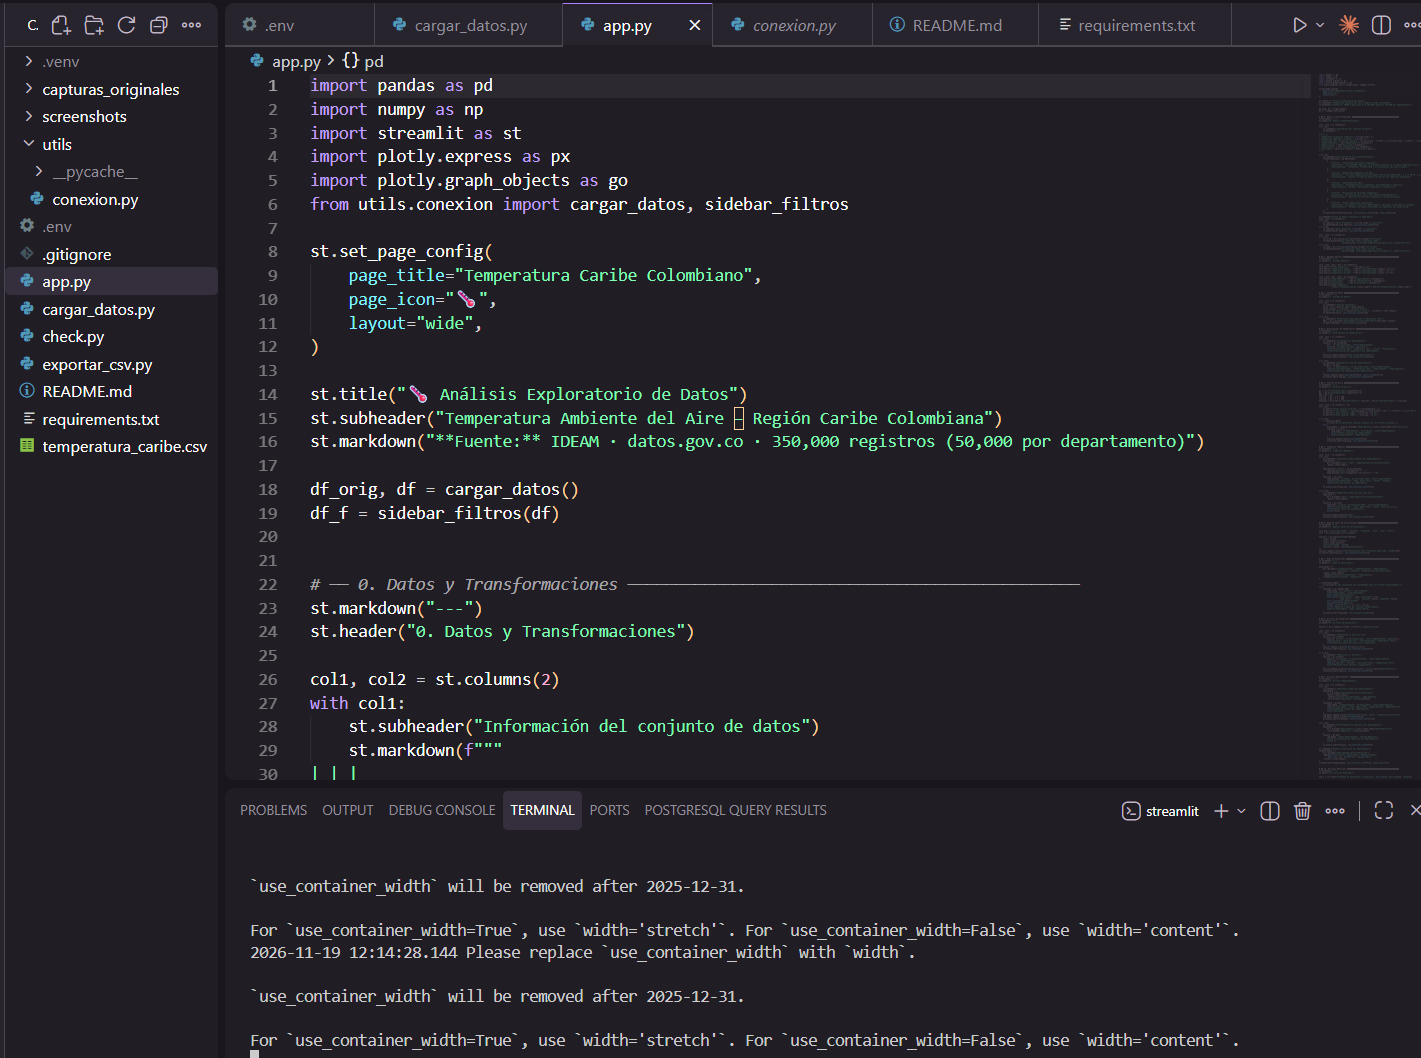 C.
.env
cargar_datos.py
app.py
conexion.py
README.md
requirements.txt
.venv
capturas_originales
screenshots
utils
__pycache__
conexion.py
.env
.gitignore
app.py
cargar_datos.py
check.py
exportar_csv.py
README.md
requirements.txt
temperatura_caribe.csv
app.py > {} pd
1 import pandas as pd
2 import numpy as np
3 import streamlit as st
4 import plotly.express as px
5 import plotly.graph_objects as go
6 from utils.conexion import cargar_datos, sidebar_filtros
7
8 st.set_page_config(
9     page_title="Temperatura Caribe Colombiano",
10     page_icon="🌡️",
11     layout="wide",
12 )
13
14 st.title("🌡️ Análisis Exploratorio de Datos")
15 st.subheader("Temperatura Ambiente del Aire – Región Caribe Colombiana")
16 st.markdown("**Fuente:** IDEAM · datos.gov.co · 350,000 registros (50,000 por departamento)")
17
18 df_orig, df = cargar_datos()
19 df_f = sidebar_filtros(df)
20
21
22 # ── 0. Datos y Transformaciones ───────────────────────────────────────────────
23 st.markdown("---")
24 st.header("0. Datos y Transformaciones")
25
26 col1, col2 = st.columns(2)
27 with col1:
28     st.subheader("Información del conjunto de datos")
29     st.markdown(f"""
30 | | |
PROBLEMS OUTPUT DEBUG CONSOLE TERMINAL PORTS POSTGRESQL QUERY RESULTS
streamlit
`use_container_width` will be removed after 2025-12-31.
For `use_container_width=True`, use `width='stretch'`. For `use_container_width=False`, use `width='content'`.
2026-11-19 12:14:28.144 Please replace `use_container_width` with `width`.
`use_container_width` will be removed after 2025-12-31.
For `use_container_width=True`, use `width='stretch'`. For `use_container_width=False`, use `width='content'`.